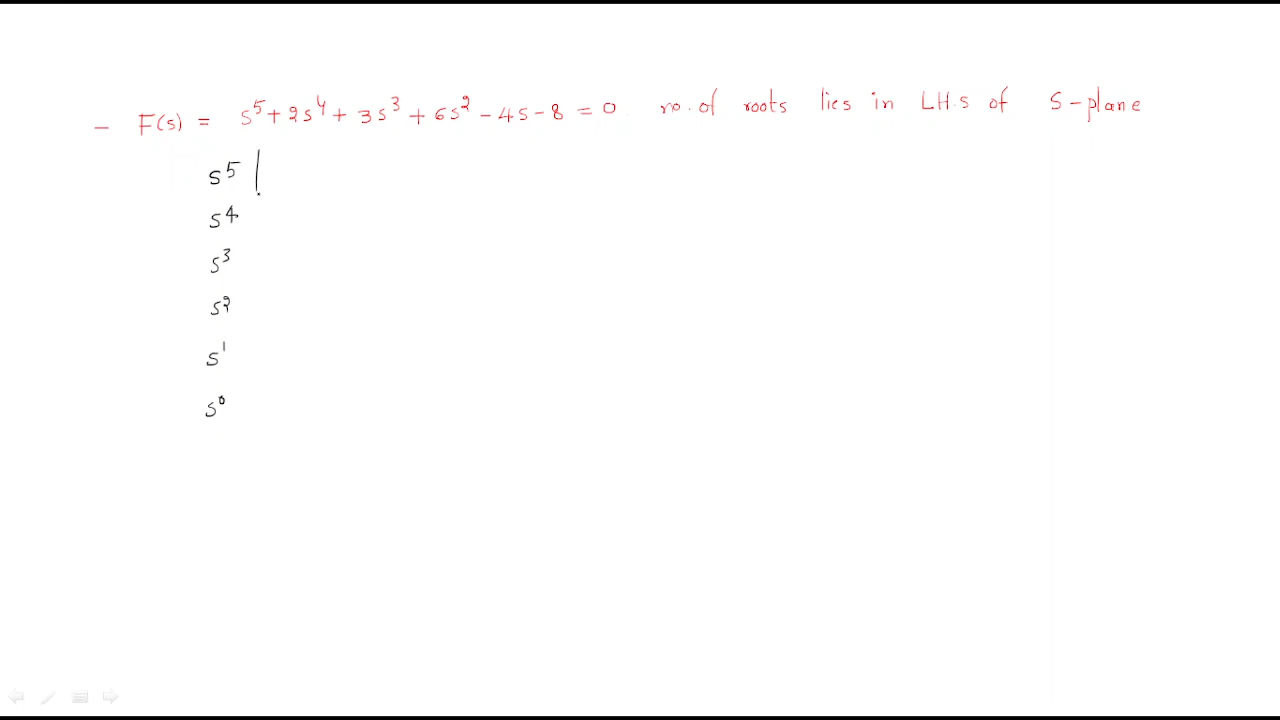 - F(s) = s⁵+2s⁴+3s³+6s²-4s-8=0 no. of roots lies in LH.S of S-plane
s⁵ |
s⁴
s³
s²
s¹
s⁰